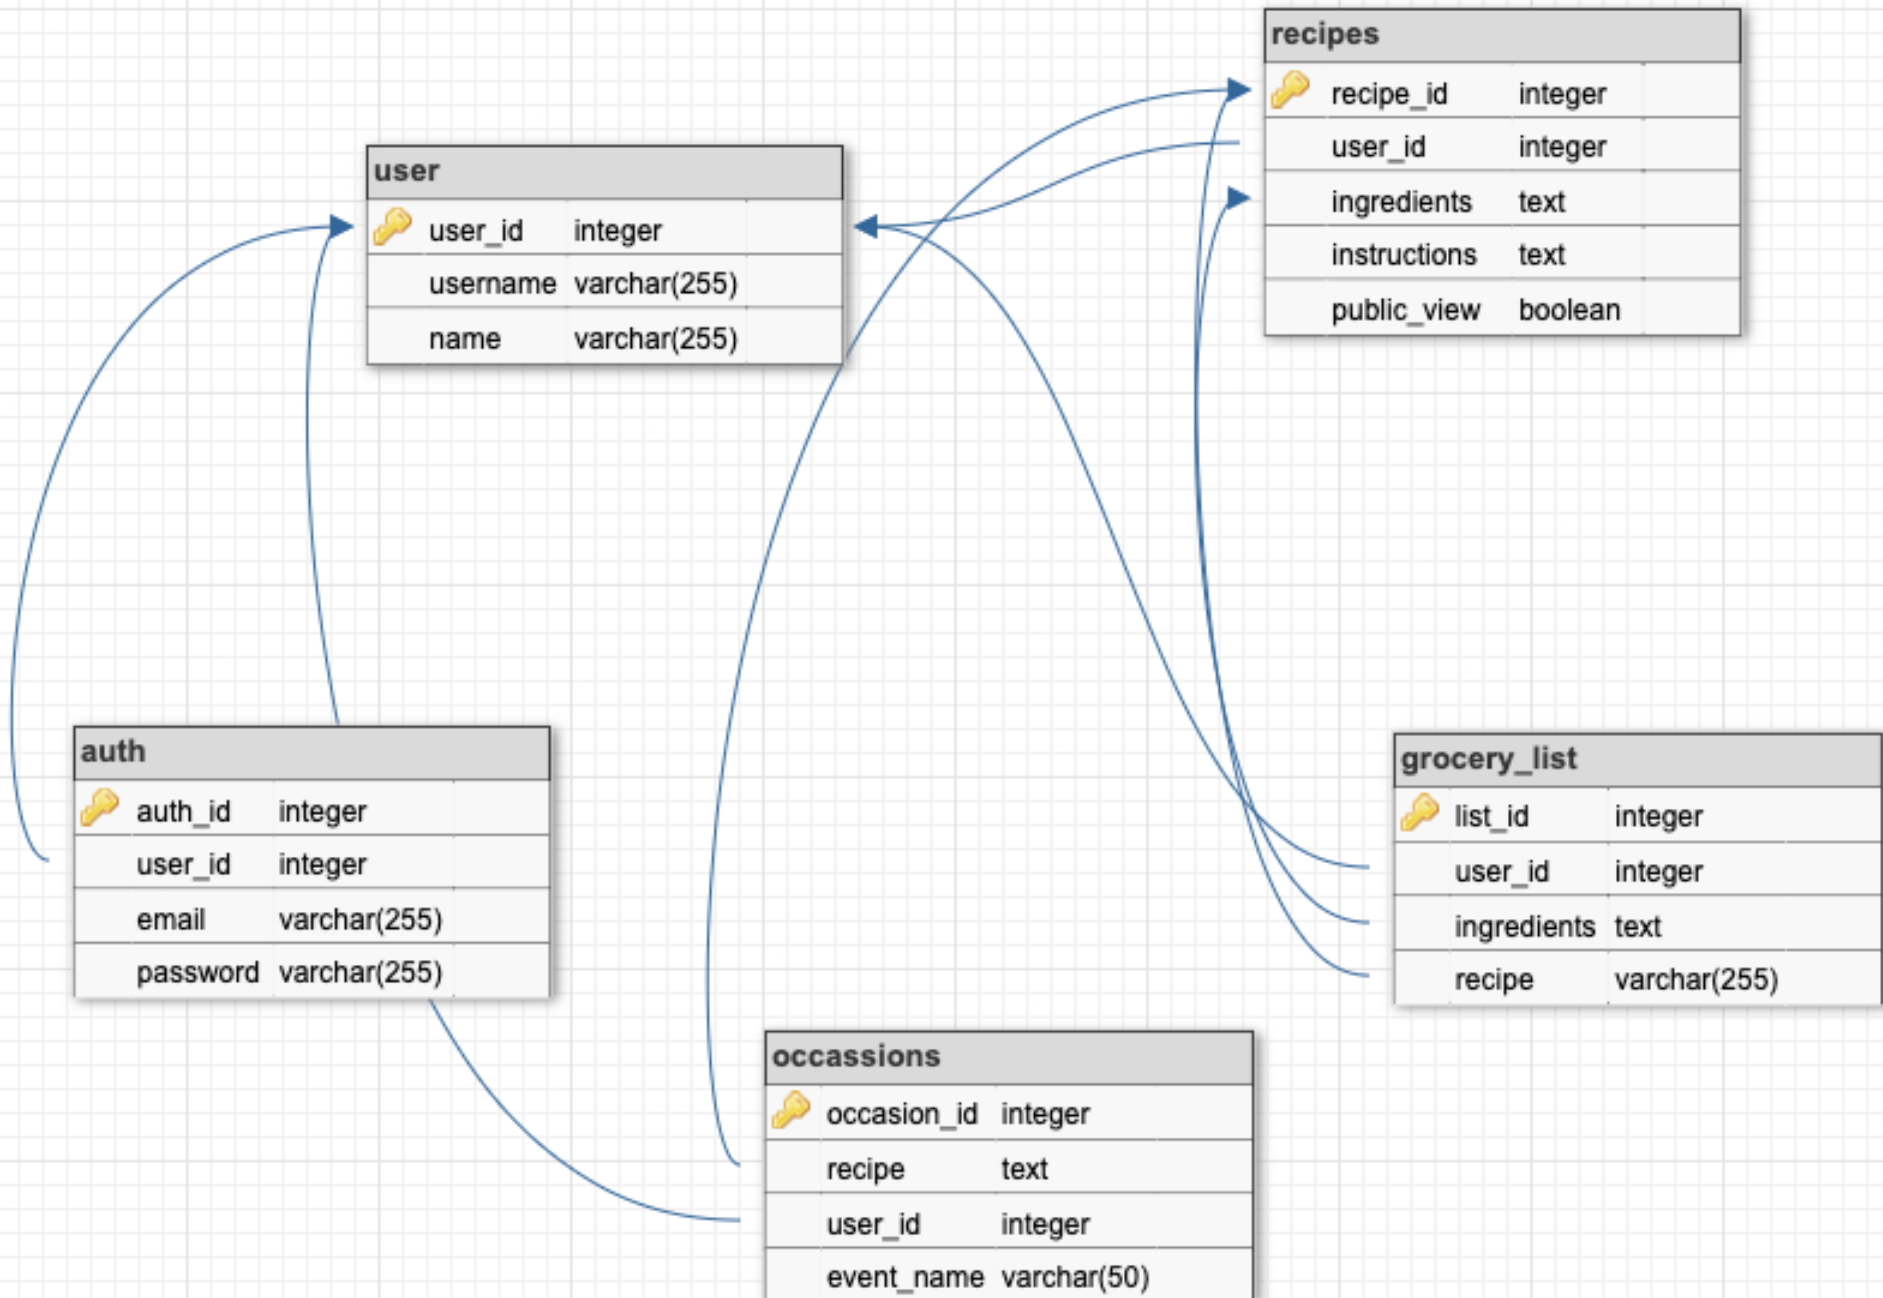 recipes
recipe_id integer
user_id integer
ingredients text
instructions text
public_view boolean
user
user_id integer
username varchar(255)
name varchar(255)
auth
auth_id integer
user_id integer
email varchar(255)
password varchar(255)
grocery_list
list_id integer
user_id integer
ingredients text
recipe varchar(255)
occassions
occasion_id integer
recipe text
user_id integer
event_name varchar(50)